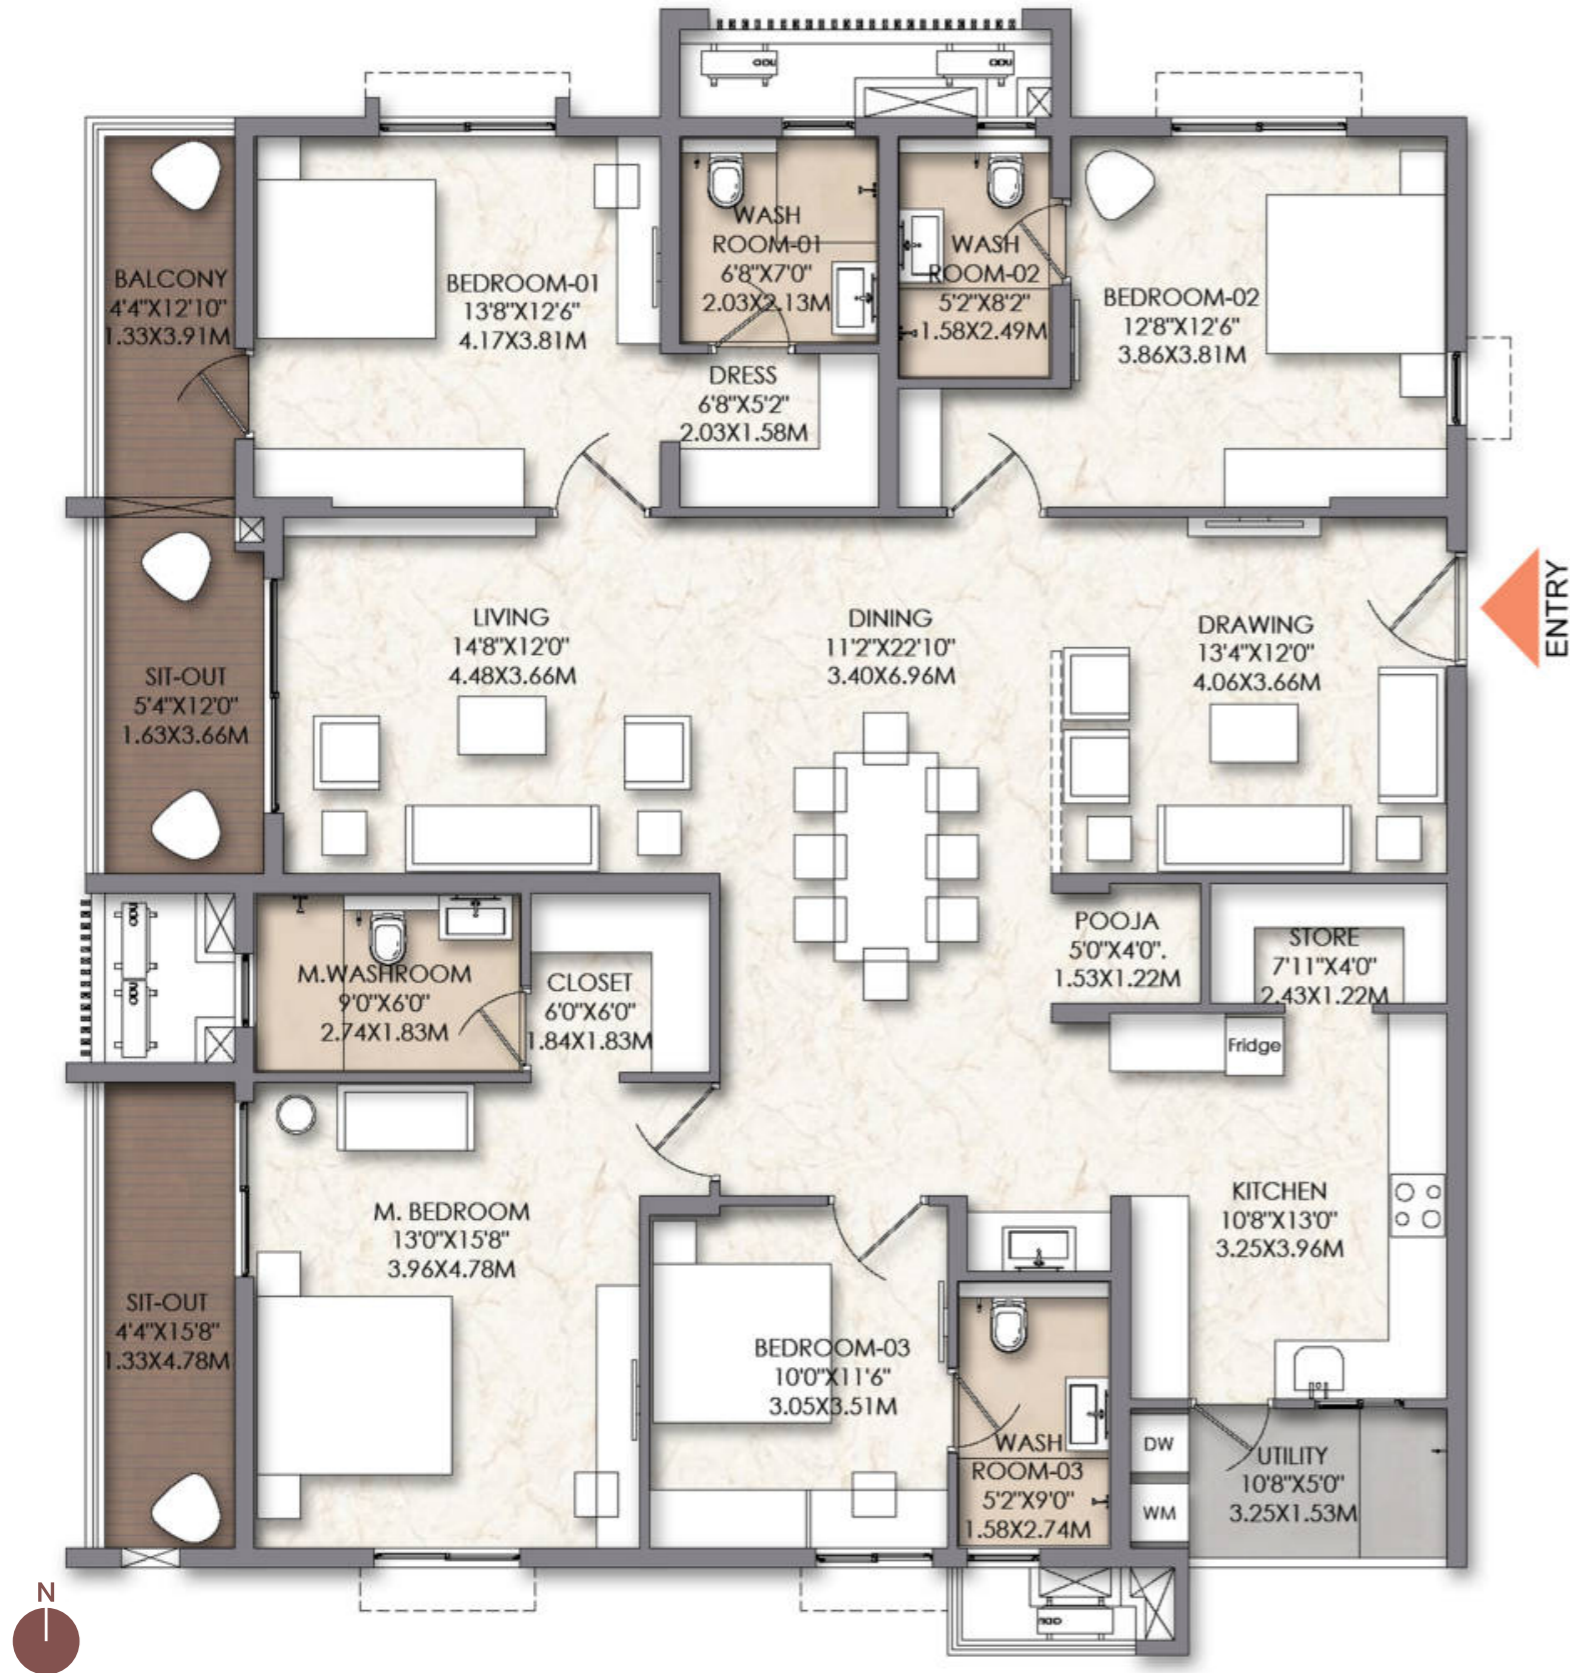 BALCONY
4'4"X12'10"
1.33X3.91M
BEDROOM-01
13'8"X12'6"
4.17X3.81M
WASH
ROOM-01
6'8"X7'0"
2.03X2.13M
WASH
ROOM-02
5'2"X8'2"
1.58X2.49M
BEDROOM-02
12'8"X12'6"
3.86X3.81M
DRESS
6'8"X5'2"
2.03X1.58M
SIT-OUT
5'4"X12'0"
1.63X3.66M
LIVING
14'8"X12'0"
4.48X3.66M
DINING
11'2"X22'10"
3.40X6.96M
DRAWING
13'4"X12'0"
4.06X3.66M
ENTRY
M.WASHROOM
9'0"X6'0"
2.74X1.83M
CLOSET
6'0"X6'0"
1.84X1.83M
POOJA
5'0"X4'0".
1.53X1.22M
STORE
7'11"X4'0"
2.43X1.22M
Fridge
SIT-OUT
4'4"X15'8"
1.33X4.78M
M. BEDROOM
13'0"X15'8"
3.96X4.78M
BEDROOM-03
10'0"X11'6"
3.05X3.51M
KITCHEN
10'8"X13'0"
3.25X3.96M
WASH
ROOM-03
5'2"X9'0"
1.58X2.74M
DW
WM
UTILITY
10'8"X5'0"
3.25X1.53M
N